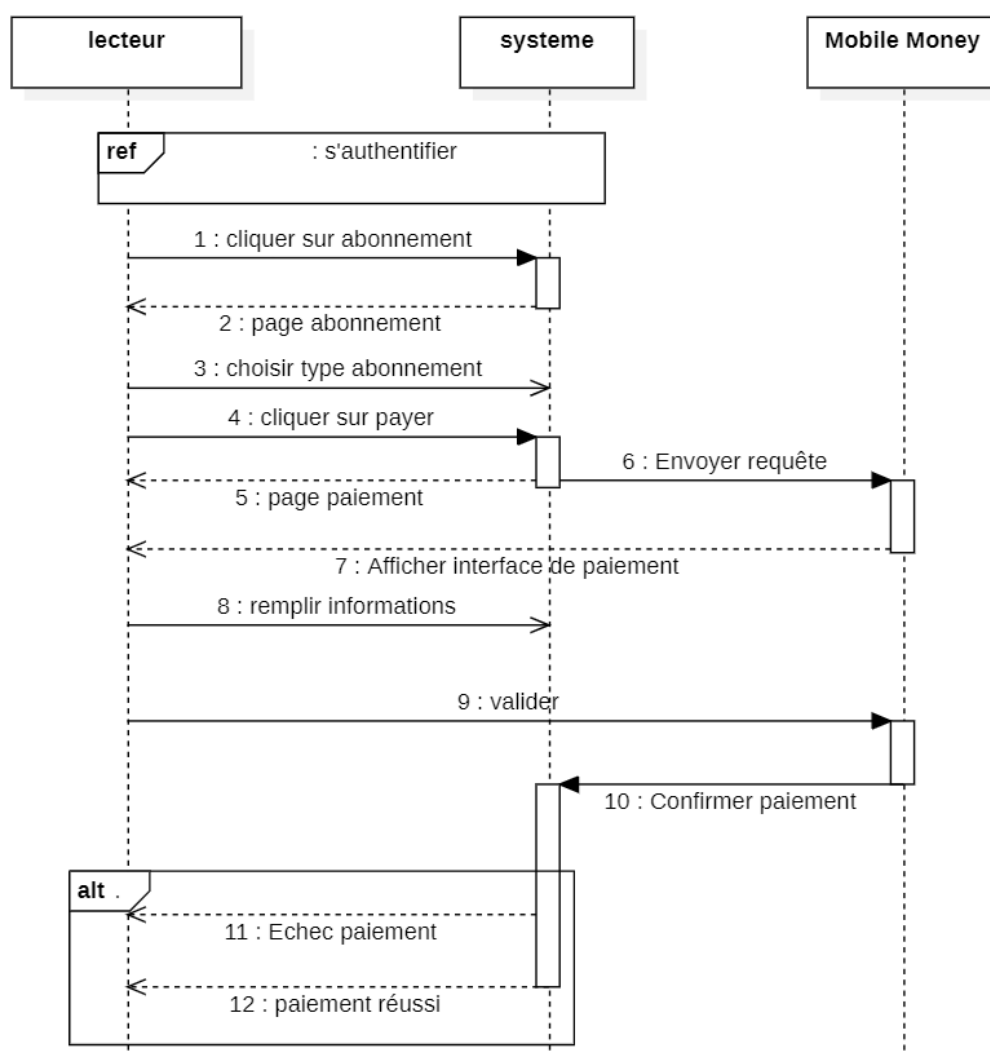 lecteur
systeme
Mobile Money
ref
: s'authentifier
1 : cliquer sur abonnement
2 : page abonnement
3 : choisir type abonnement
4 : cliquer sur payer
6 : Envoyer requête
5 : page paiement
7 : Afficher interface de paiement
8 : remplir informations
9 : valider
10 : Confirmer paiement
alt .
11 : Echec paiement
12 : paiement réussi